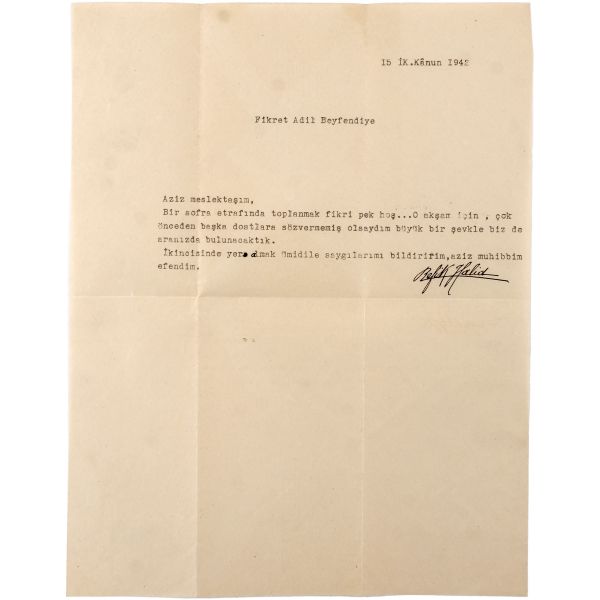 15 İK.Kânun 1942
Fikret Adil Beyfendiye
Aziz meslektaşım,
Bir sofra etrafında toplanmak fikri pek hoş...O akşam için , çok
önceden başka dostlara sözvermemiş olsaydım büyük bir şevkle biz de
aranızda bulunacaktık.
İkincisinde yer almak ümidile saygılarımı bildiririm,aziz muhibbim
efendim.
Refik Halid